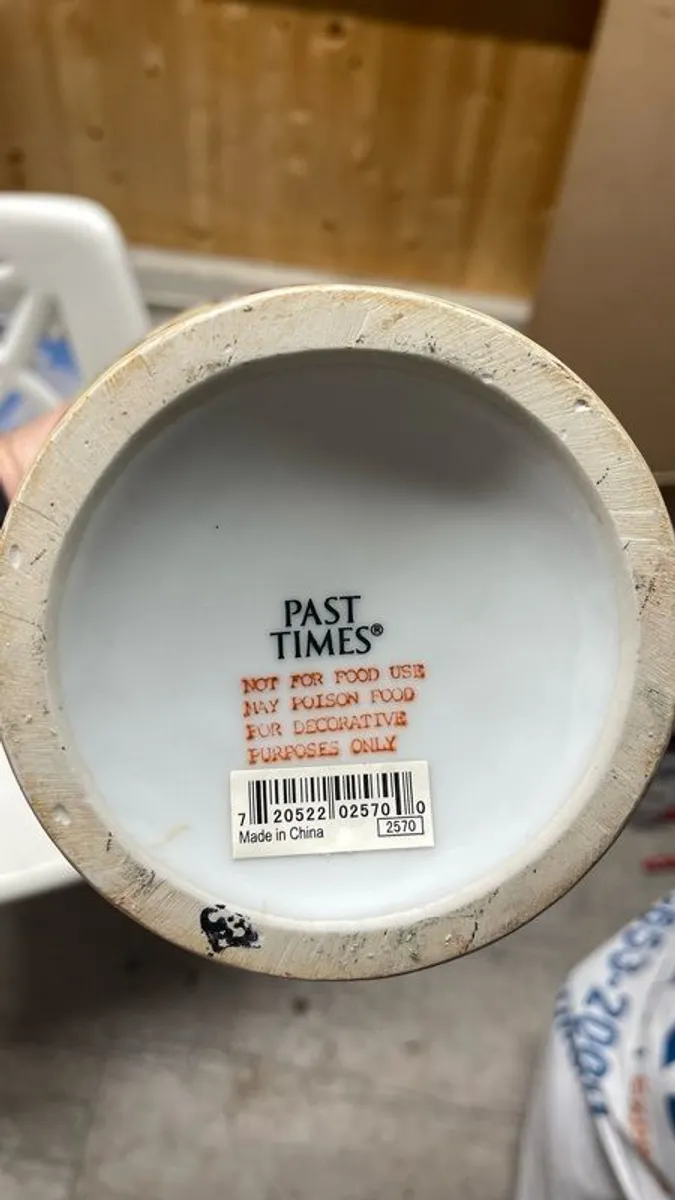 PAST
TIMES®
NOT FOR FOOD USE
MAY POISON FOOD
FOR DECORATIVE
PURPOSES ONLY
7 20522 02570 0
Made in China 2570